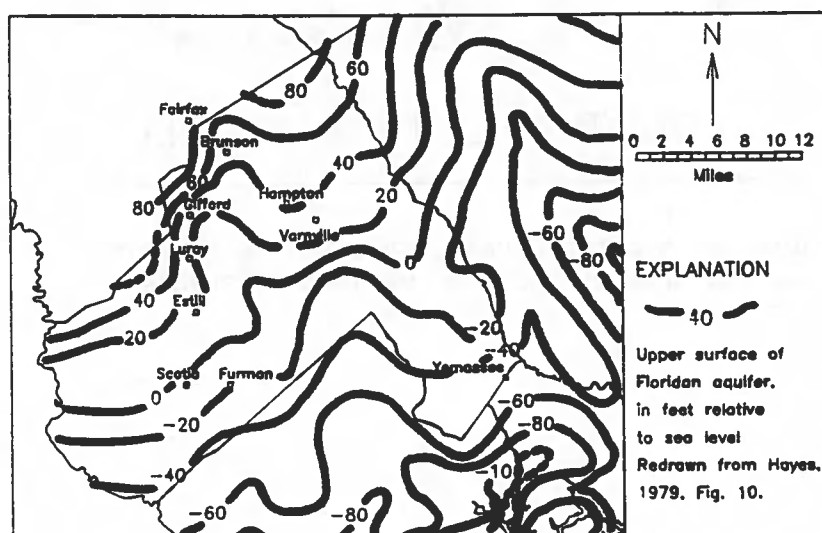 N
0 2 4 6 8 10 12
Miles
EXPLANATION
40
Upper surface of
Floridan aquifer,
in feet relative
to sea level
Redrawn from Hayes,
1979, Fig. 10.
80
60
Fairfax
Brunson
40
80
80
Hampton
20
Gifford
Varnville
-60
Luray
0
-80
40
Estill
20
-20
-40
Yemassee
Scotia
Furman
0
-20
-60
-80
-40
-10
-60
-80